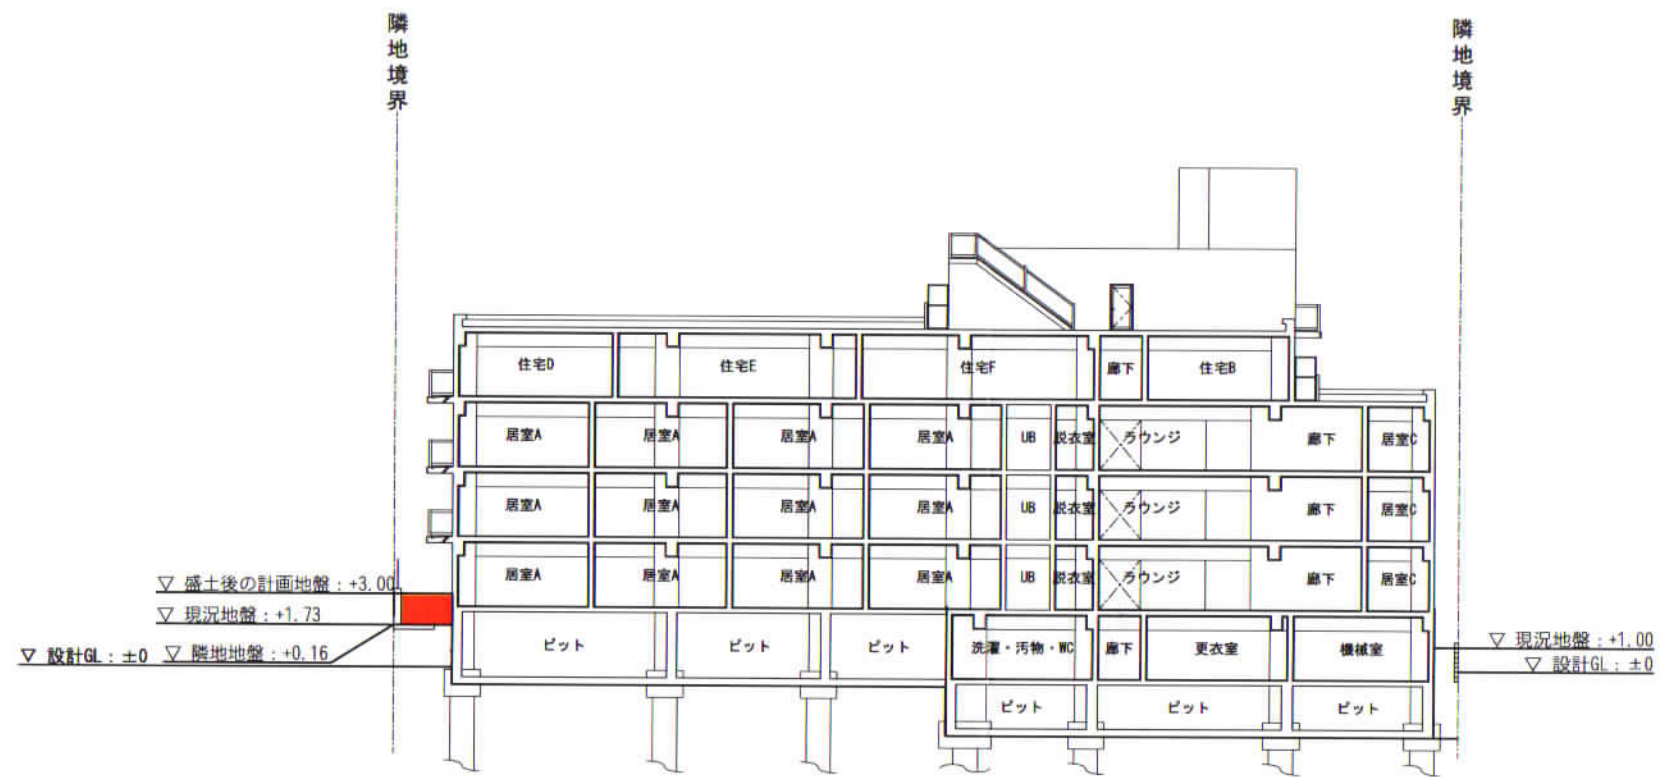 隣地境界
隣地境界
住宅D
住宅E
住宅F
廊下
住宅B
居室A
居室A
居室A
居室A
UB
脱衣室
ラウンジ
廊下
居室C
居室A
居室A
居室A
居室A
UB
脱衣室
ラウンジ
廊下
居室C
居室A
居室A
居室A
居室A
UB
脱衣室
ラウンジ
廊下
居室C
▽ 盛土後の計画地盤：+3.00
▽ 現況地盤：+1.73
▽ 設計GL：±0
▽ 隣地地盤：+0.16
ピット
ピット
ピット
洗濯・汚物・WC
廊下
更衣室
機械室
▽ 現況地盤：+1.00
▽ 設計GL：±0
ピット
ピット
ピット